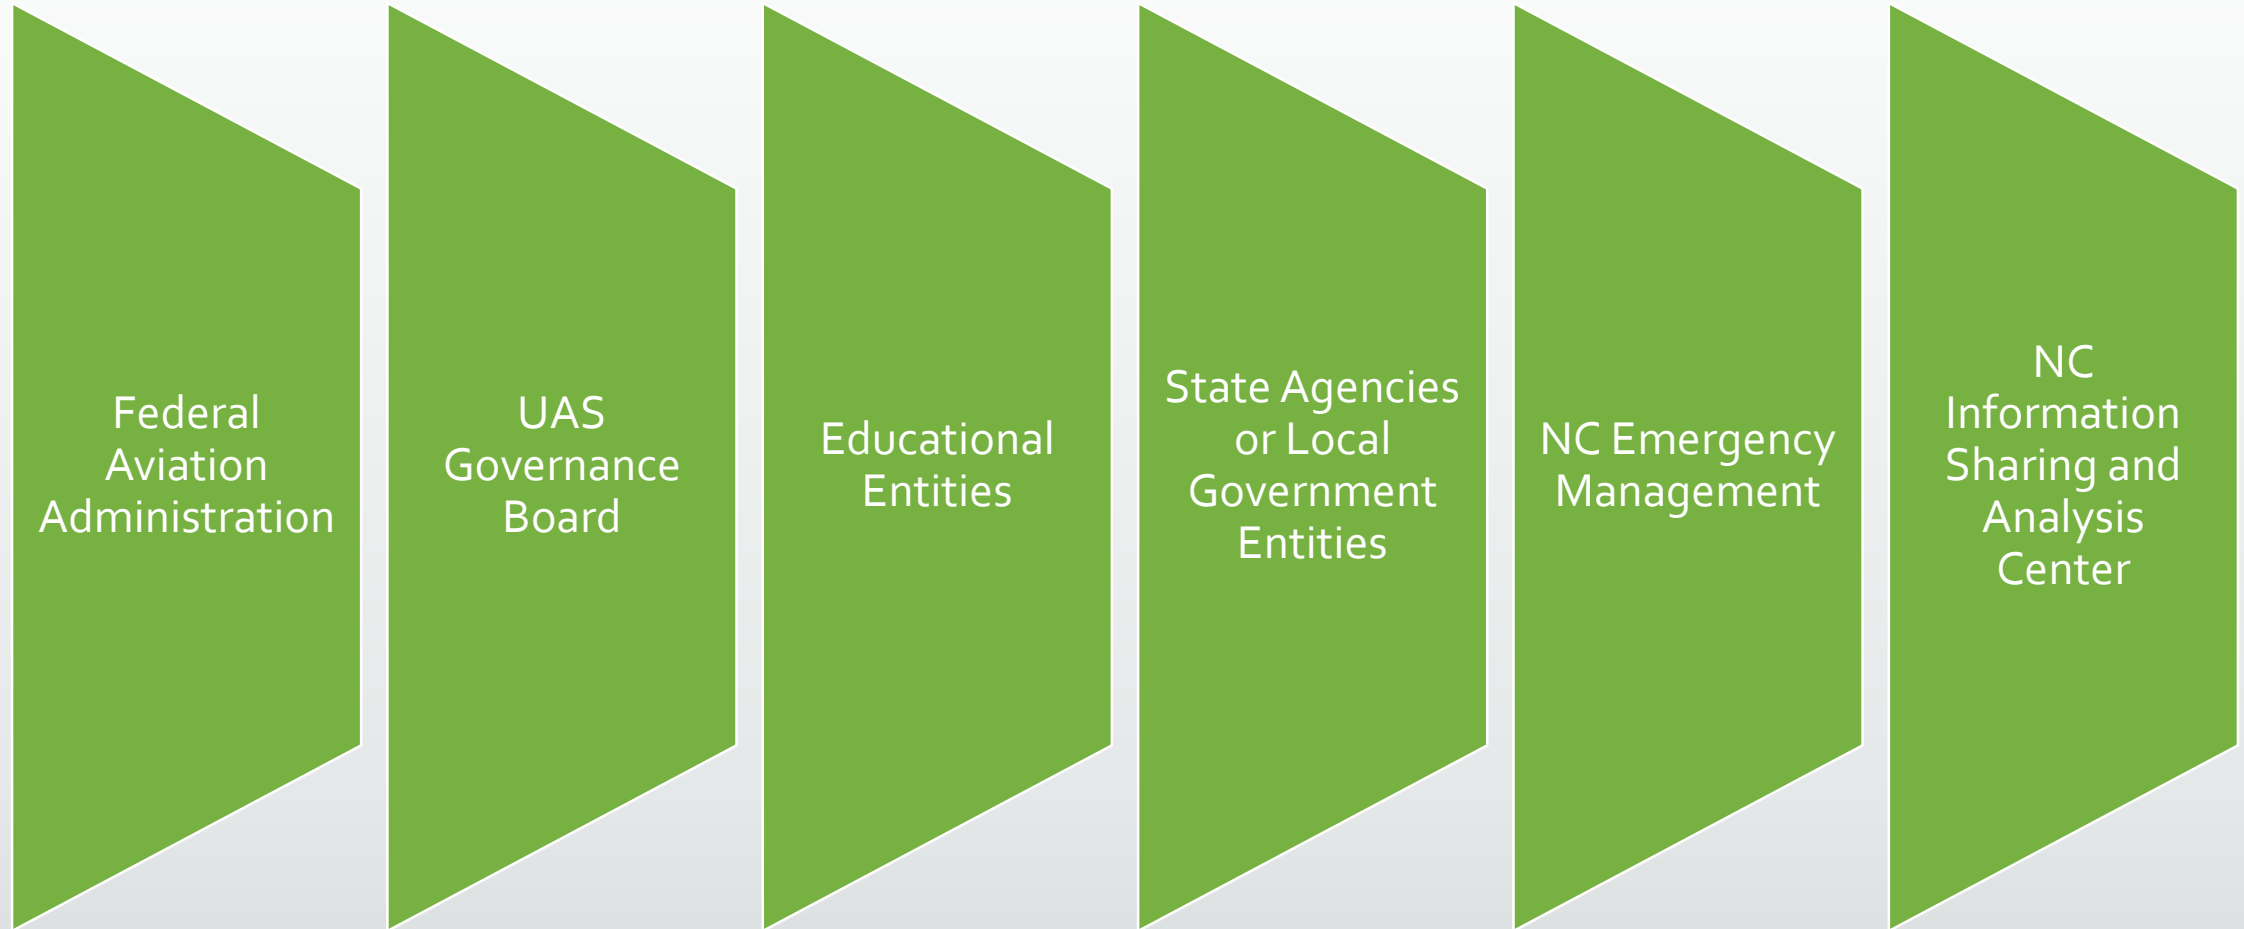 Federal
Aviation
Administration
UAS
Governance
Board
Educational
Entities
State Agencies
or Local
Government
Entities
NC Emergency
Management
NC
Information
Sharing and
Analysis
Center